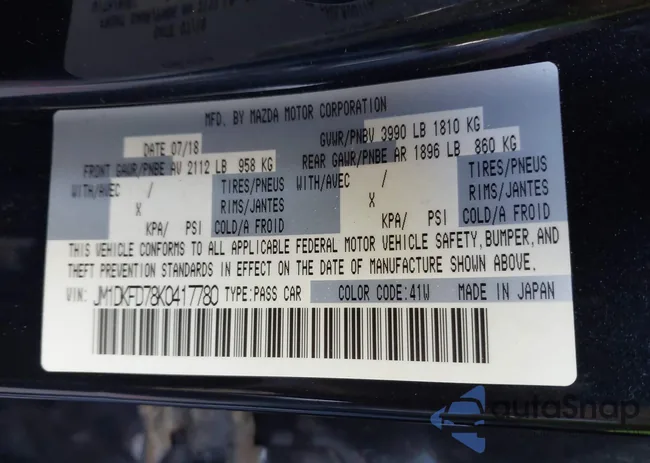 MFD. BY MAZDA MOTOR CORPORATION
DATE 07/18 GVWR/PNBV 3990 LB 1810 KG
FRONT GAWR/PNBE AV 2112 LB 958 KG REAR GAWR/PNBE AR 1896 LB 860 KG
WITH/AVEC / TIRES/PNEUS WITH/AVEC / TIRES/PNEUS
X RIMS/JANTES X RIMS/JANTES
KPA/ PSI COLD/A FROID KPA/ PSI COLD/A FROID
THIS VEHICLE CONFORMS TO ALL APPLICABLE FEDERAL MOTOR VEHICLE SAFETY, BUMPER, AND
THEFT PREVENTION STANDARDS IN EFFECT ON THE DATE OF MANUFACTURE SHOWN ABOVE.
VIN: JM1DKFD78K0417780 TYPE:PASS CAR COLOR CODE:41W MADE IN JAPAN
autoSnap